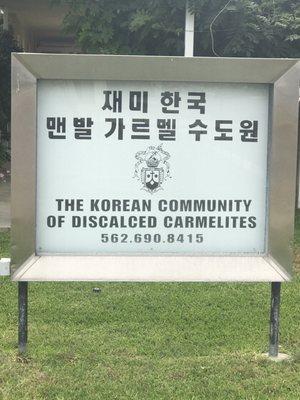 재미 한국
맨발 가르멜 수도원
THE KOREAN COMMUNITY
OF DISCALCED CARMELITES
562.690.8415